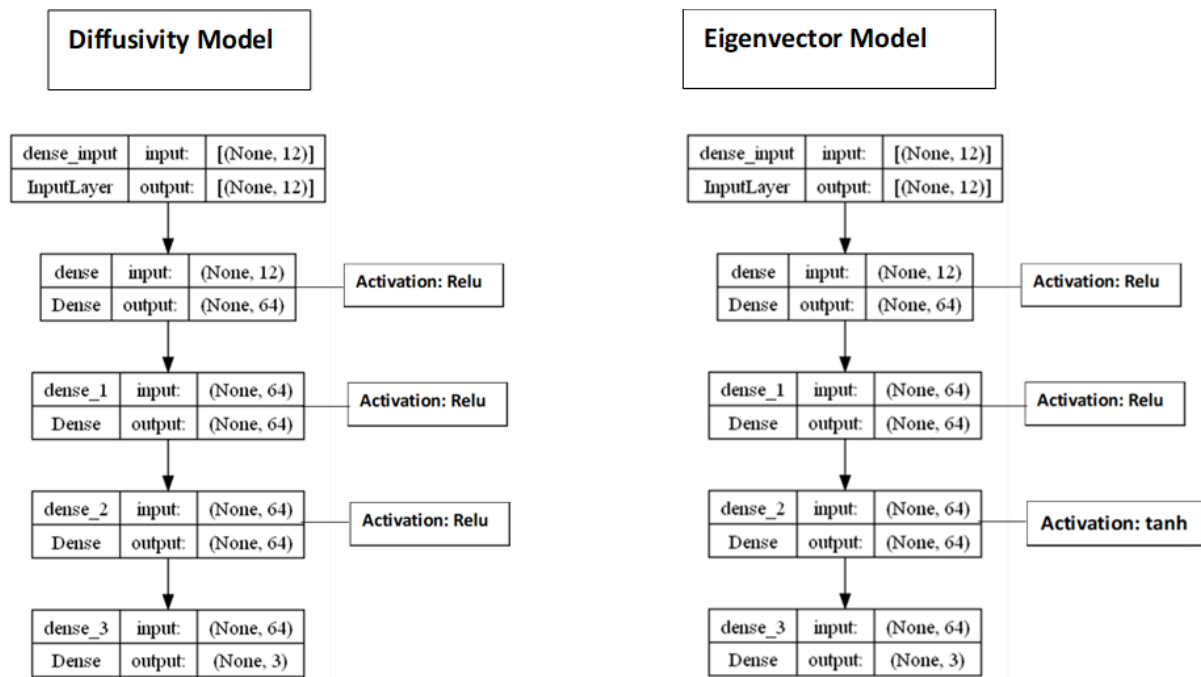 Diffusivity Model
dense_input input: [(None, 12)]
InputLayer output: [(None, 12)]
dense input: (None, 12)
Dense output: (None, 64)
Activation: Relu
dense_1 input: (None, 64)
Dense output: (None, 64)
Activation: Relu
dense_2 input: (None, 64)
Dense output: (None, 64)
Activation: Relu
dense_3 input: (None, 64)
Dense output: (None, 3)
Eigenvector Model
dense_input input: [(None, 12)]
InputLayer output: [(None, 12)]
dense input: (None, 12)
Dense output: (None, 64)
Activation: Relu
dense_1 input: (None, 64)
Dense output: (None, 64)
Activation: Relu
dense_2 input: (None, 64)
Dense output: (None, 64)
Activation: tanh
dense_3 input: (None, 64)
Dense output: (None, 3)